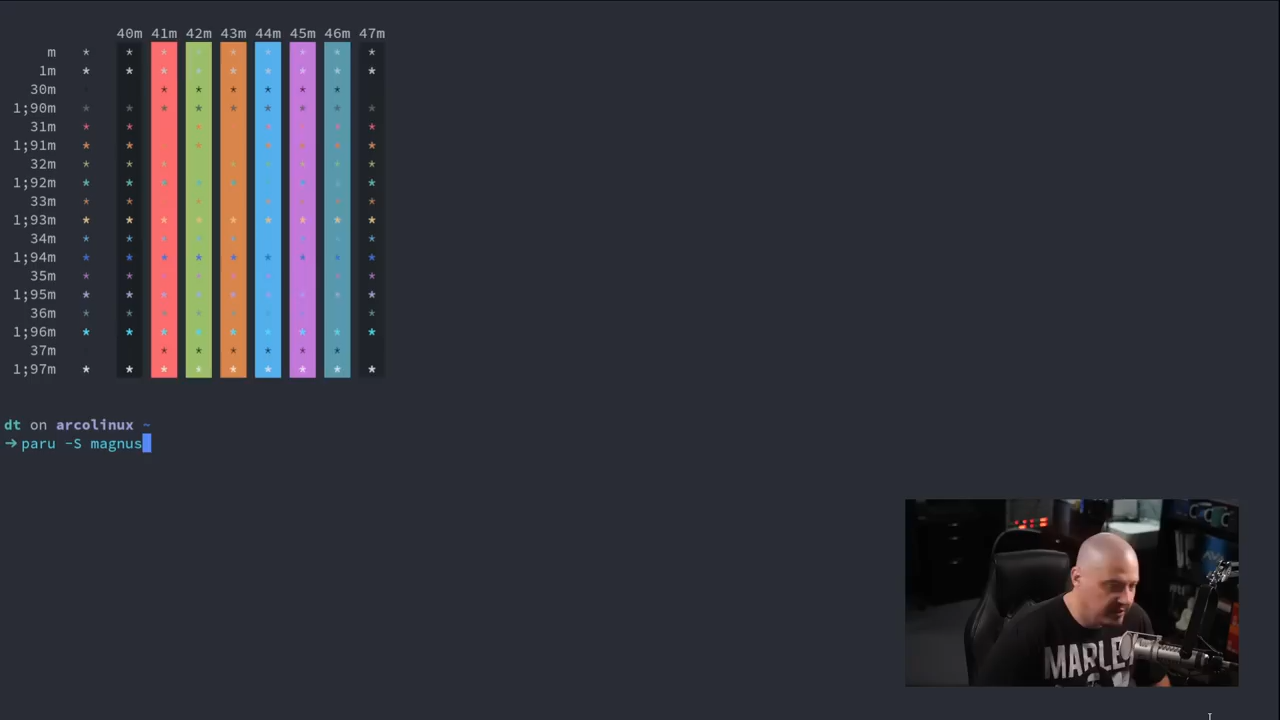 40m 41m 42m 43m 44m 45m 46m 47m
m * * * * * * * * *
1m * * * * * * * * *
30m * * * * * *
1;90m * * * * * * * * *
31m * * * * * * *
1;91m * * * * * * *
32m * * * * * * * *
1;92m * * * * * * * *
33m * * * * * * *
1;93m * * * * * * * * *
34m * * * * * * * *
1;94m * * * * * * * * *
35m * * * * * * * *
1;95m * * * * * * * * *
36m * * * * * * * *
1;96m * * * * * * * * *
37m * * * * * *
1;97m * * * * * * * * *
dt on arcolinux ~
➜ paru -S magnus
MARLE